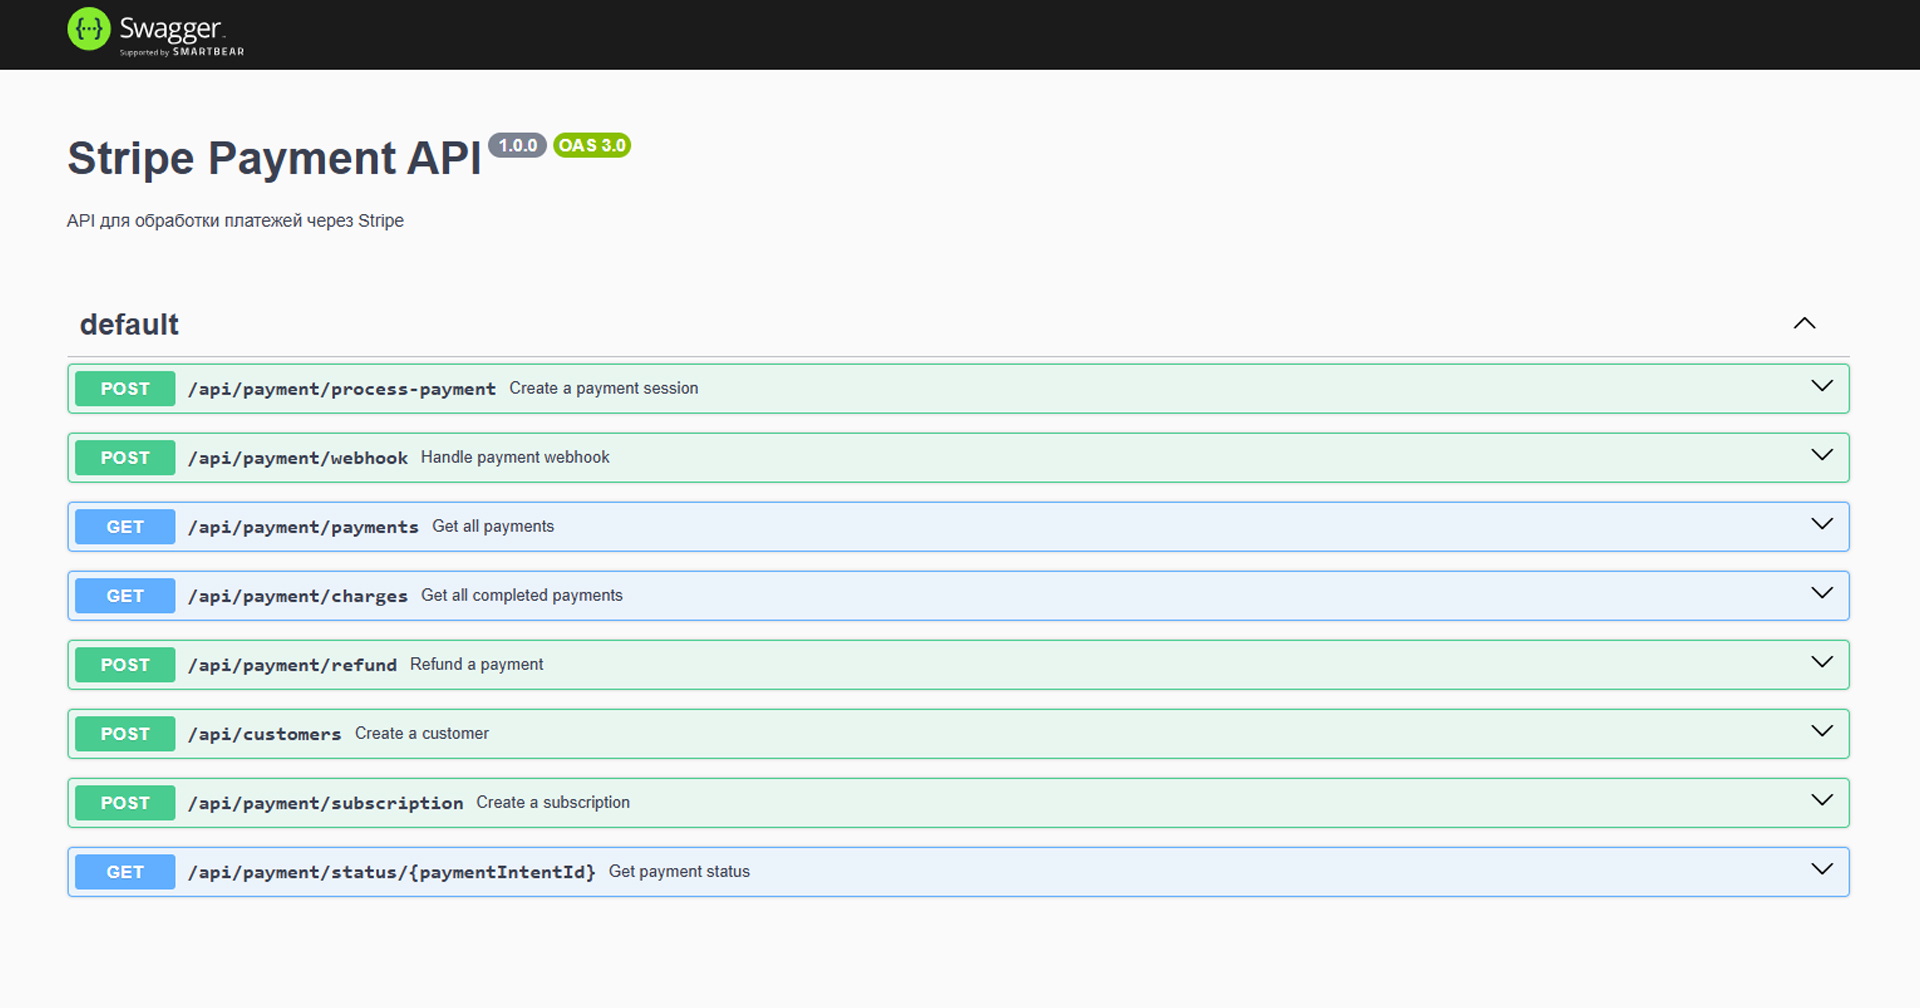 {···} Swagger
Supported by SMARTBEAR
Stripe Payment API 1.0.0 OAS 3.0
API для обработки платежей через Stripe
default
POST /api/payment/process-payment Create a payment session
POST /api/payment/webhook Handle payment webhook
GET /api/payment/payments Get all payments
GET /api/payment/charges Get all completed payments
POST /api/payment/refund Refund a payment
POST /api/customers Create a customer
POST /api/payment/subscription Create a subscription
GET /api/payment/status/{paymentIntentId} Get payment status